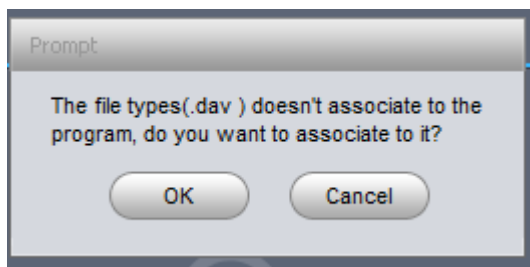 Prompt
The file types(.dav ) doesn't associate to the
program, do you want to associate to it?
OK
Cancel